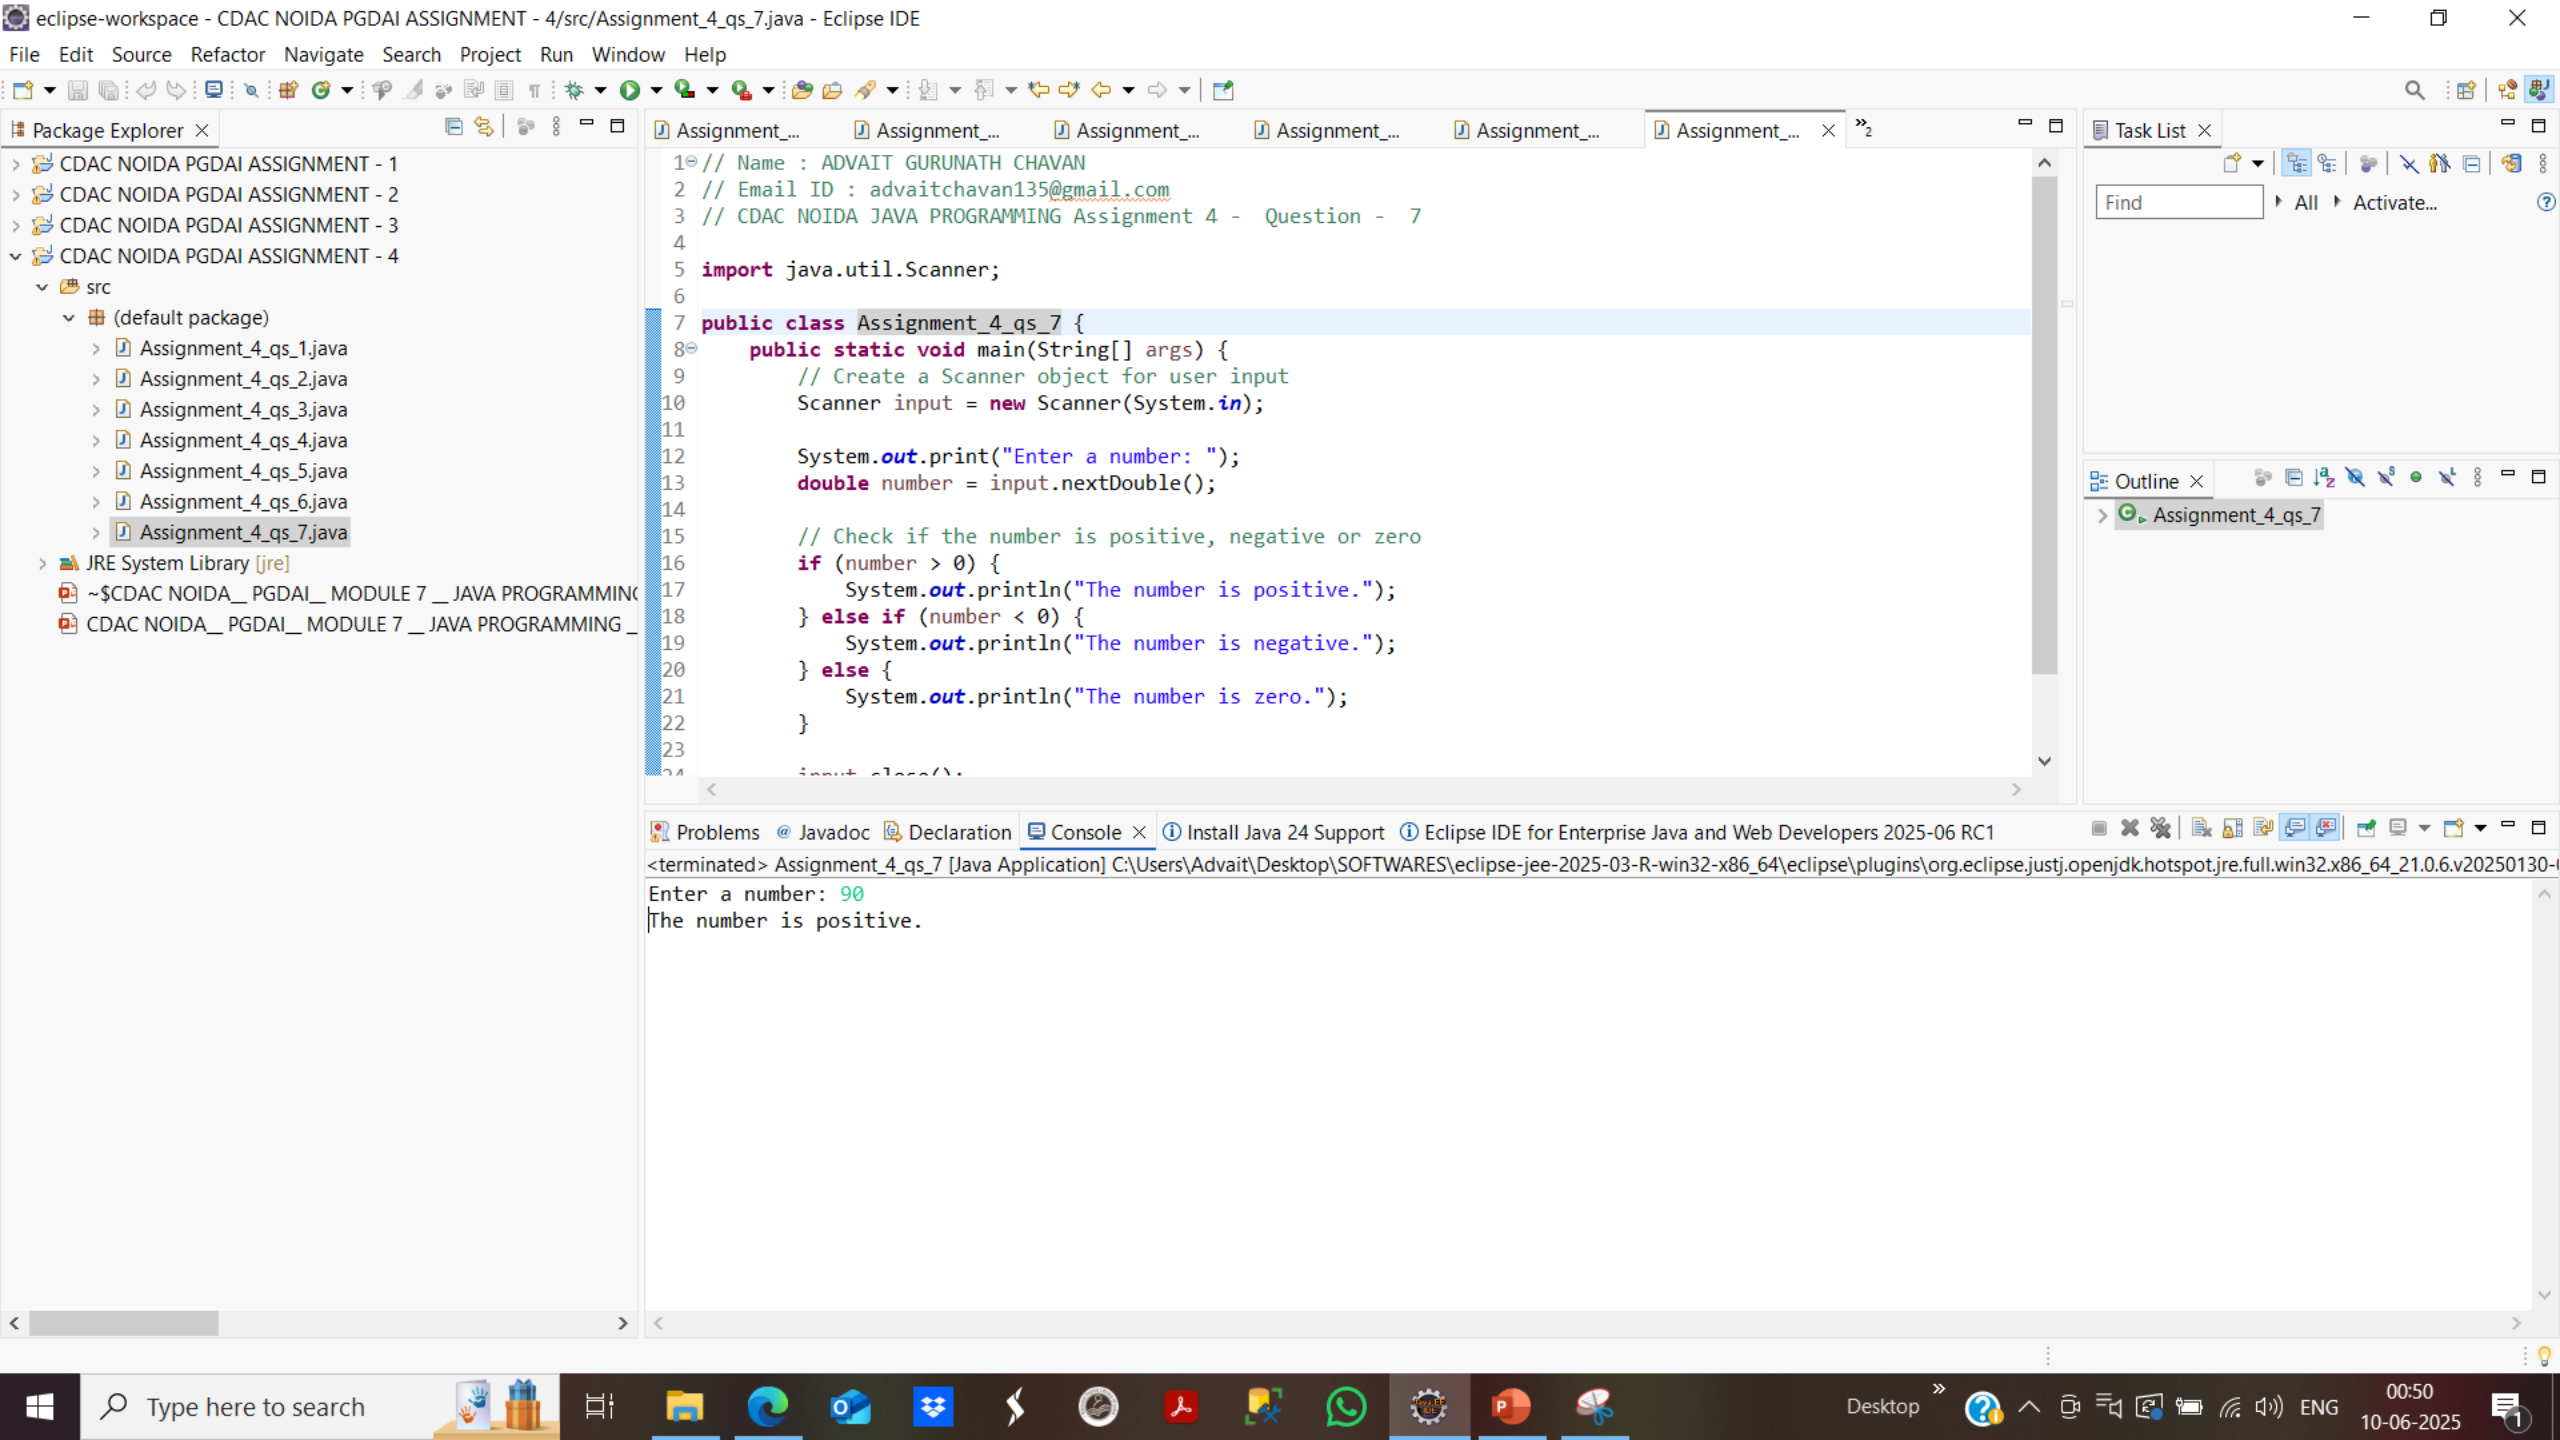 eclipse-workspace - CDAC NOIDA PGDAI ASSIGNMENT - 4/src/Assignment_4_qs_7.java - Eclipse IDE
File Edit Source Refactor Navigate Search Project Run Window Help
Package Explorer
CDAC NOIDA PGDAI ASSIGNMENT - 1
CDAC NOIDA PGDAI ASSIGNMENT - 2
CDAC NOIDA PGDAI ASSIGNMENT - 3
CDAC NOIDA PGDAI ASSIGNMENT - 4
src
(default package)
Assignment_4_qs_1.java
Assignment_4_qs_2.java
Assignment_4_qs_3.java
Assignment_4_qs_4.java
Assignment_4_qs_5.java
Assignment_4_qs_6.java
Assignment_4_qs_7.java
JRE System Library [jre]
~$CDAC NOIDA__ PGDAI__ MODULE 7 __ JAVA PROGRAMMING
CDAC NOIDA__ PGDAI__ MODULE 7 __ JAVA PROGRAMMING _
Assignment_... Assignment_... Assignment_... Assignment_... Assignment_... Assignment_... »2
1 // Name : ADVAIT GURUNATH CHAVAN
2 // Email ID : advaitchavan135@gmail.com
3 // CDAC NOIDA JAVA PROGRAMMING Assignment 4 -  Question -  7
4
5 import java.util.Scanner;
6
7 public class Assignment_4_qs_7 {
8     public static void main(String[] args) {
9         // Create a Scanner object for user input
10         Scanner input = new Scanner(System.in);
11
12         System.out.print("Enter a number: ");
13         double number = input.nextDouble();
14
15         // Check if the number is positive, negative or zero
16         if (number > 0) {
17             System.out.println("The number is positive.");
18         } else if (number < 0) {
19             System.out.println("The number is negative.");
20         } else {
21             System.out.println("The number is zero.");
22         }
23
24         input.close();
Task List
Find All Activate...
Outline
Assignment_4_qs_7
Problems @ Javadoc Declaration Console Install Java 24 Support Eclipse IDE for Enterprise Java and Web Developers 2025-06 RC1
<terminated> Assignment_4_qs_7 [Java Application] C:\Users\Advait\Desktop\SOFTWARES\eclipse-jee-2025-03-R-win32-x86_64\eclipse\plugins\org.eclipse.justj.openjdk.hotspot.jre.full.win32.x86_64_21.0.6.v20250130-
Enter a number: 90
The number is positive.
Type here to search
Desktop » ENG
00:50
10-06-2025
1